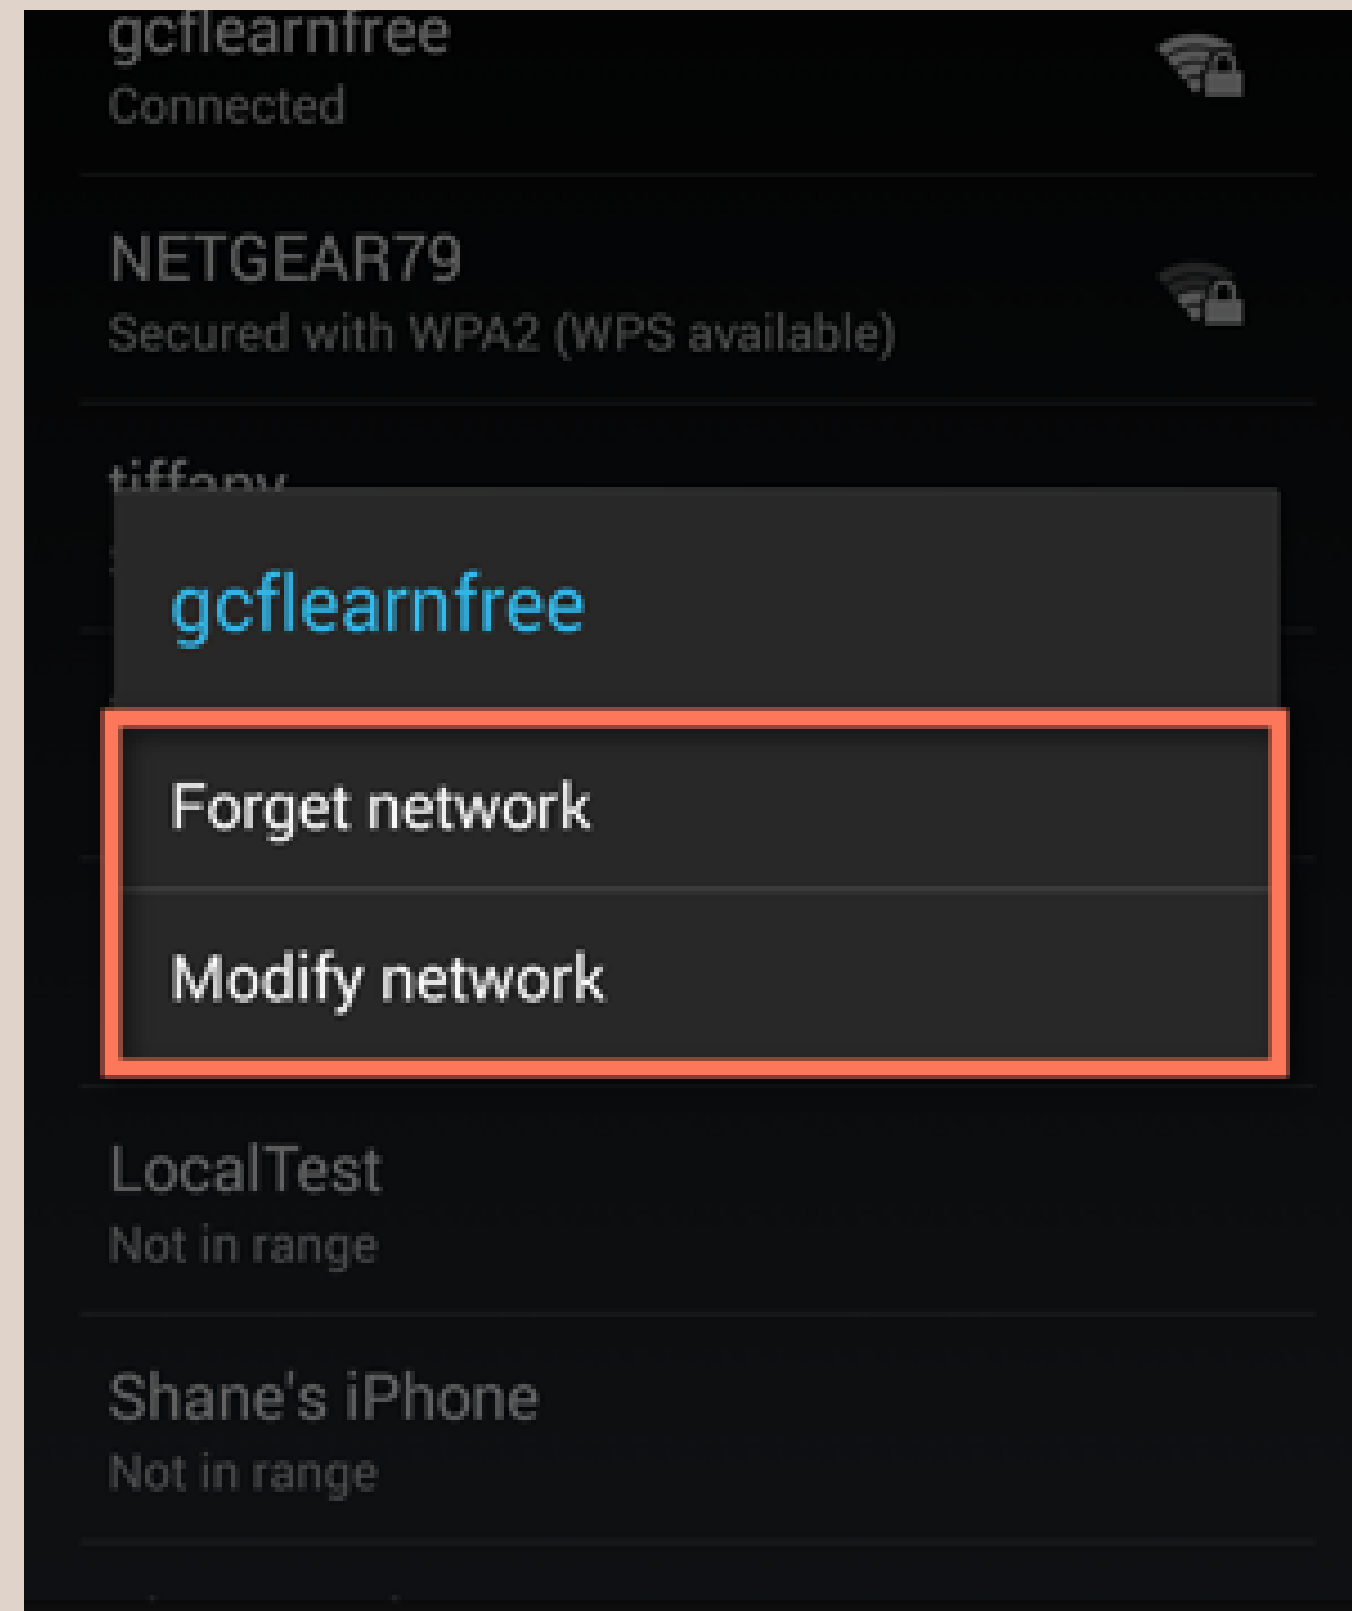 gcflearnfree
Connected
NETGEAR79
Secured with WPA2 (WPS available)
tiffany
gcflearnfree
Forget network
Modify network
LocalTest
Not in range
Shane's iPhone
Not in range